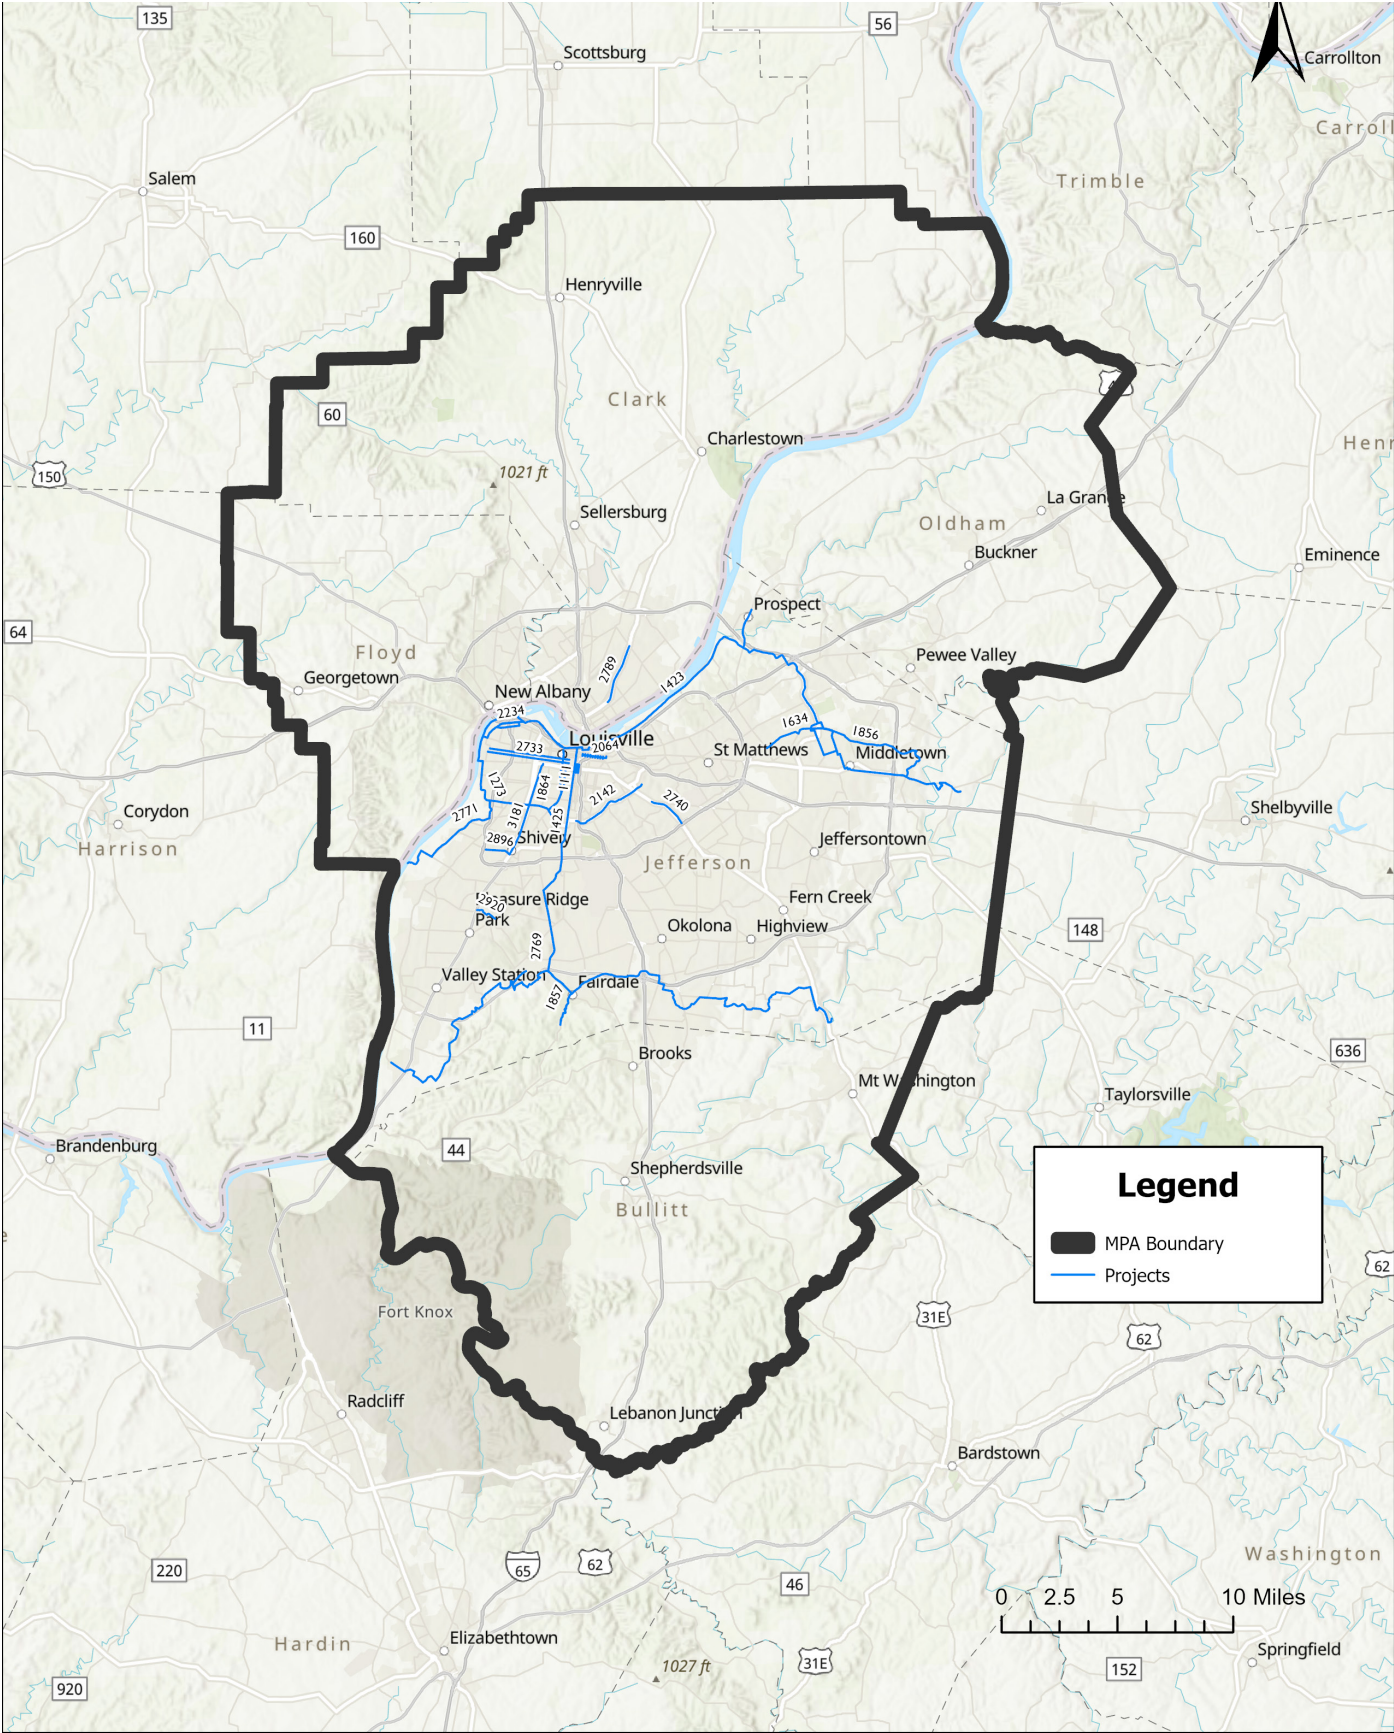 135
56
Scottsburg
Carrollton
Carroll
Salem
Trimble
160
Henryville
Clark
60
Charlestown
Henr
150
1021 ft
La Grange
Sellersburg
Oldham
Buckner
Eminence
Prospect
64
Floyd
Pewee Valley
Georgetown
2789
1423
New Albany
2234
1634
1856
Louisville
2733
2064
St Matthews
Middletown
1273
1864
1111
2142
2740
Corydon
2771
3181
1425
Shelbyville
2896
Shively
Jeffersontown
Harrison
Jefferson
Pleasure Ridge
Park
2920
Fern Creek
Okolona
Highview
148
2769
Valley Station
Fairdale
1857
11
Brooks
636
Mt Washington
Taylorsville
Brandenburg
44
Shepherdsville
Legend
Bullitt
MPA Boundary
e
62
Projects
Fort Knox
31E
62
Radcliff
Lebanon Junction
Bardstown
Washington
65
62
220
46
0 2.5 5 10 Miles
Hardin
Elizabethtown
1027 ft
31E
152
Springfield
920